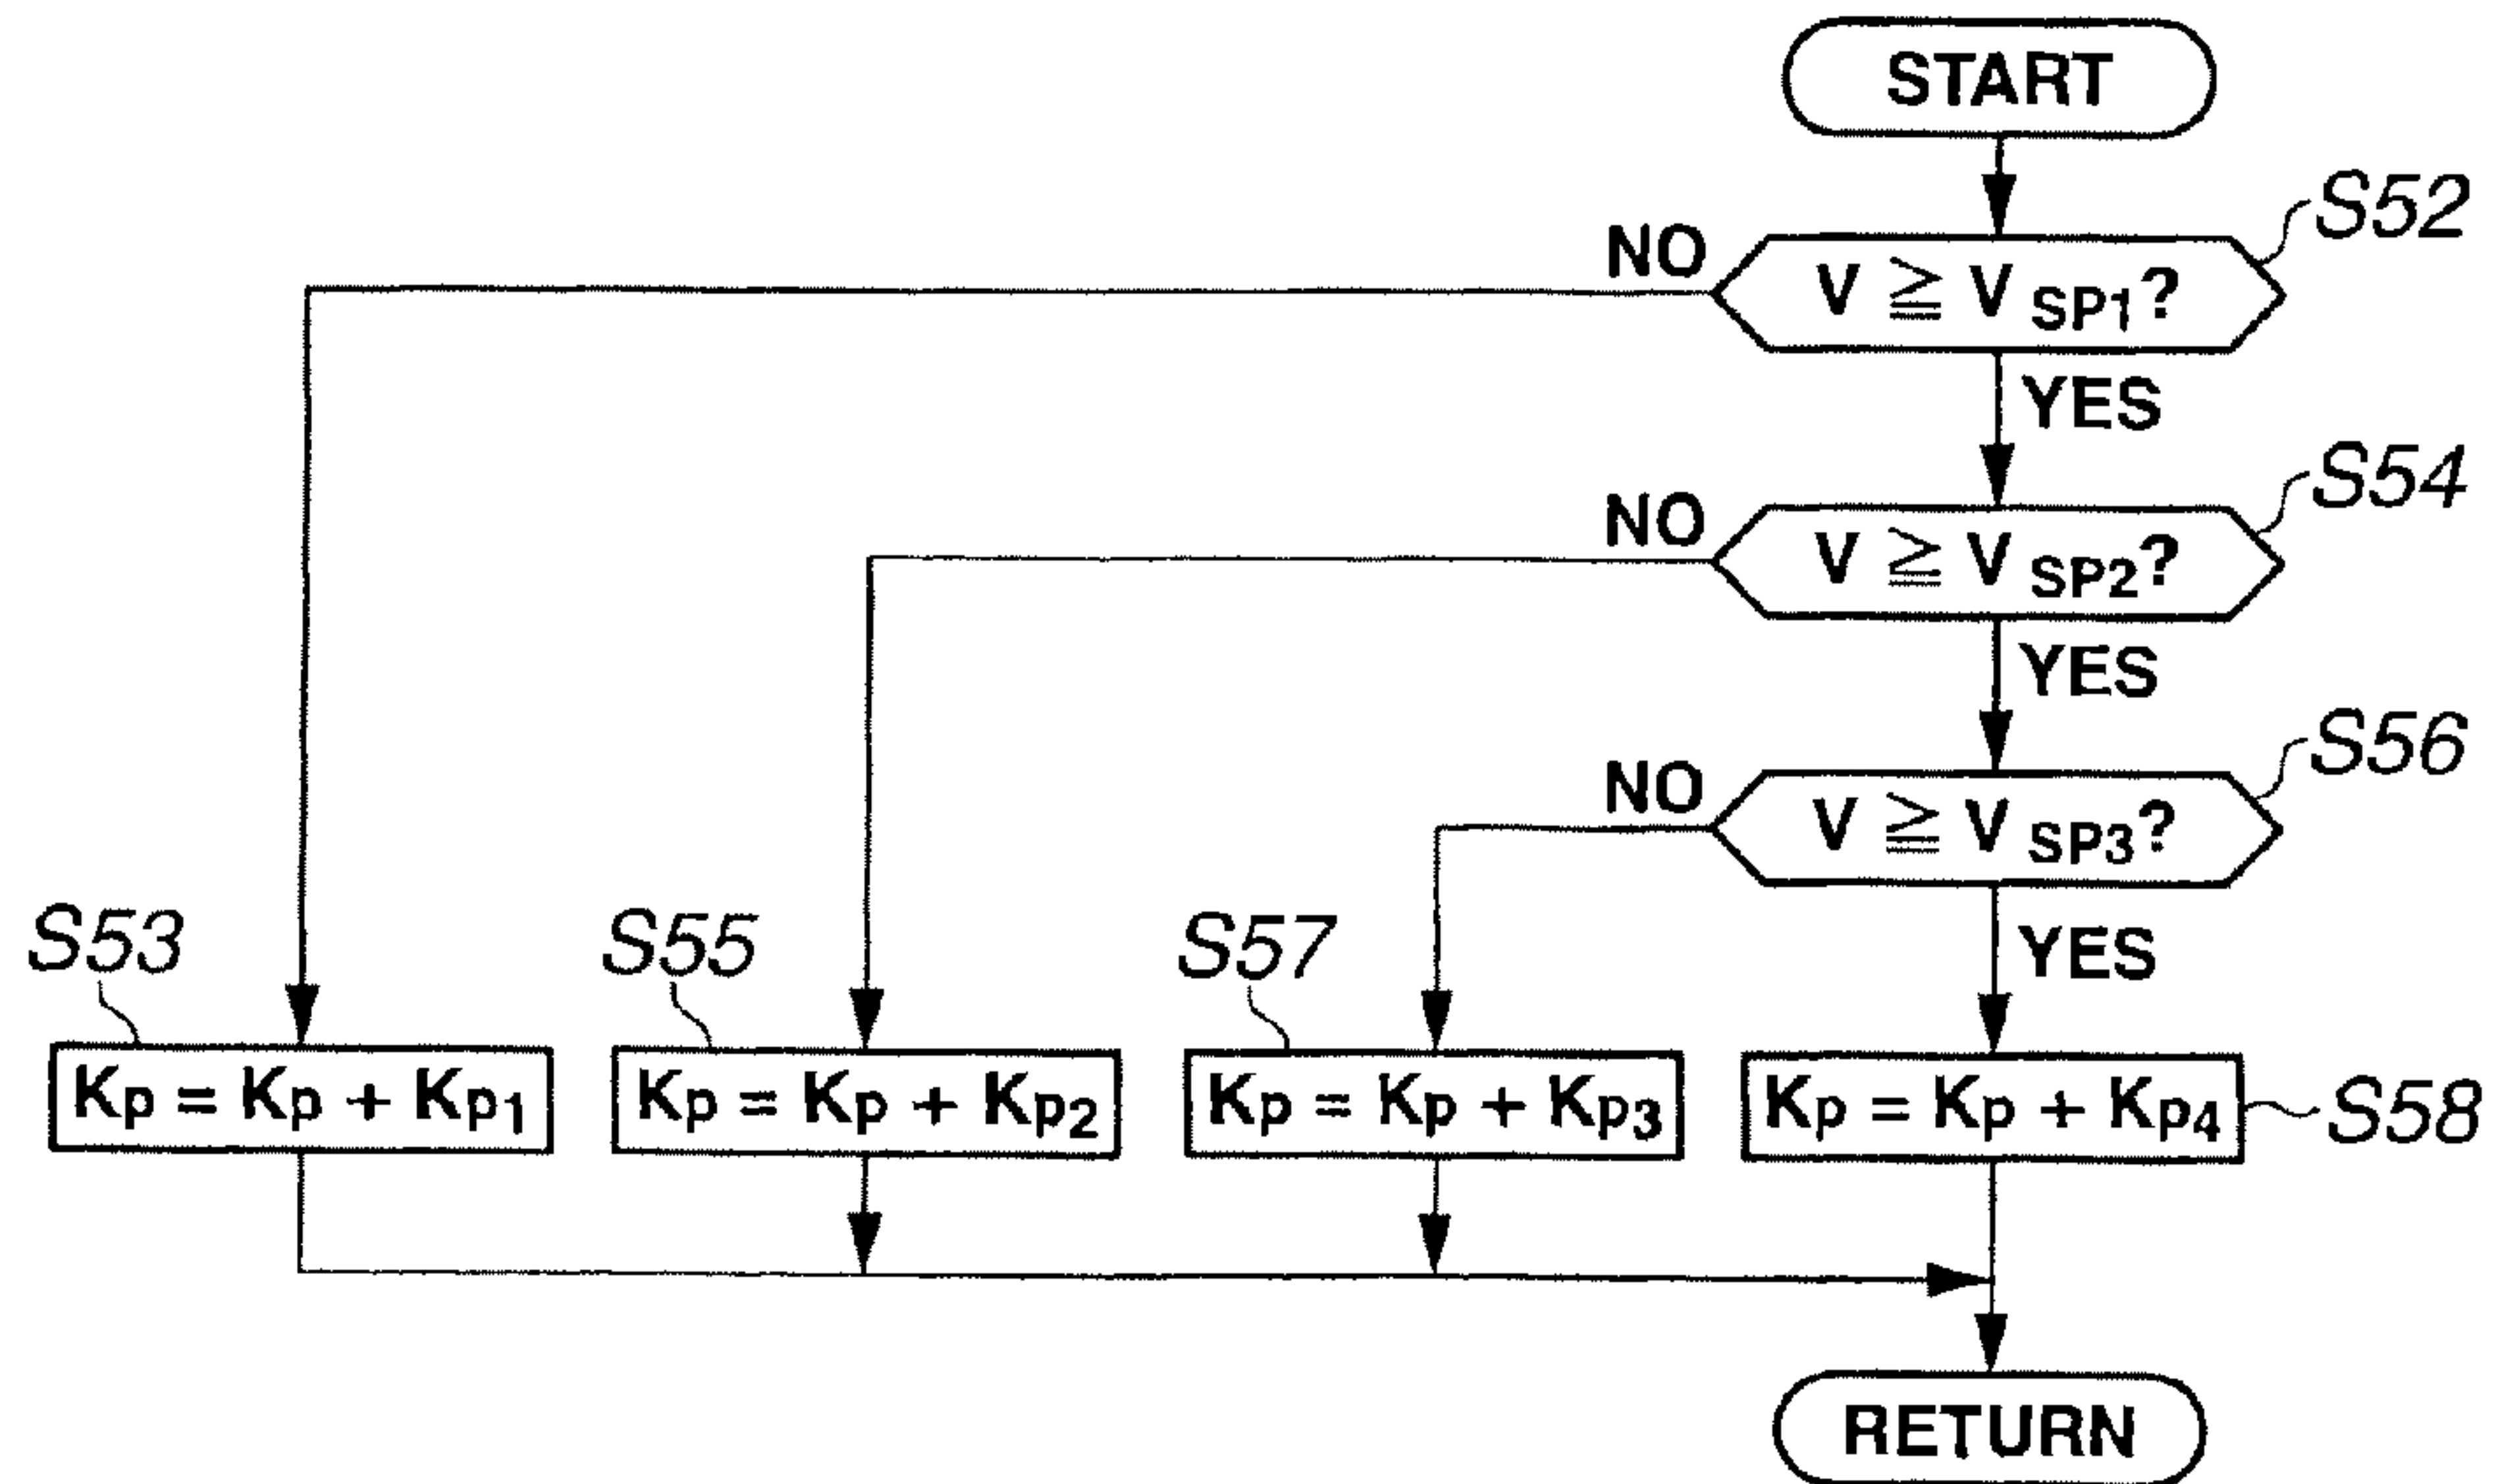 START
S52
NO
V ≧ V SP1?
YES
S54
NO
V ≧ V SP2?
YES
S56
NO
V ≧ V SP3?
YES
S53
S55
S57
Kp = Kp + Kp1
Kp = Kp + Kp2
Kp = Kp + Kp3
Kp = Kp + Kp4
S58
RETURN